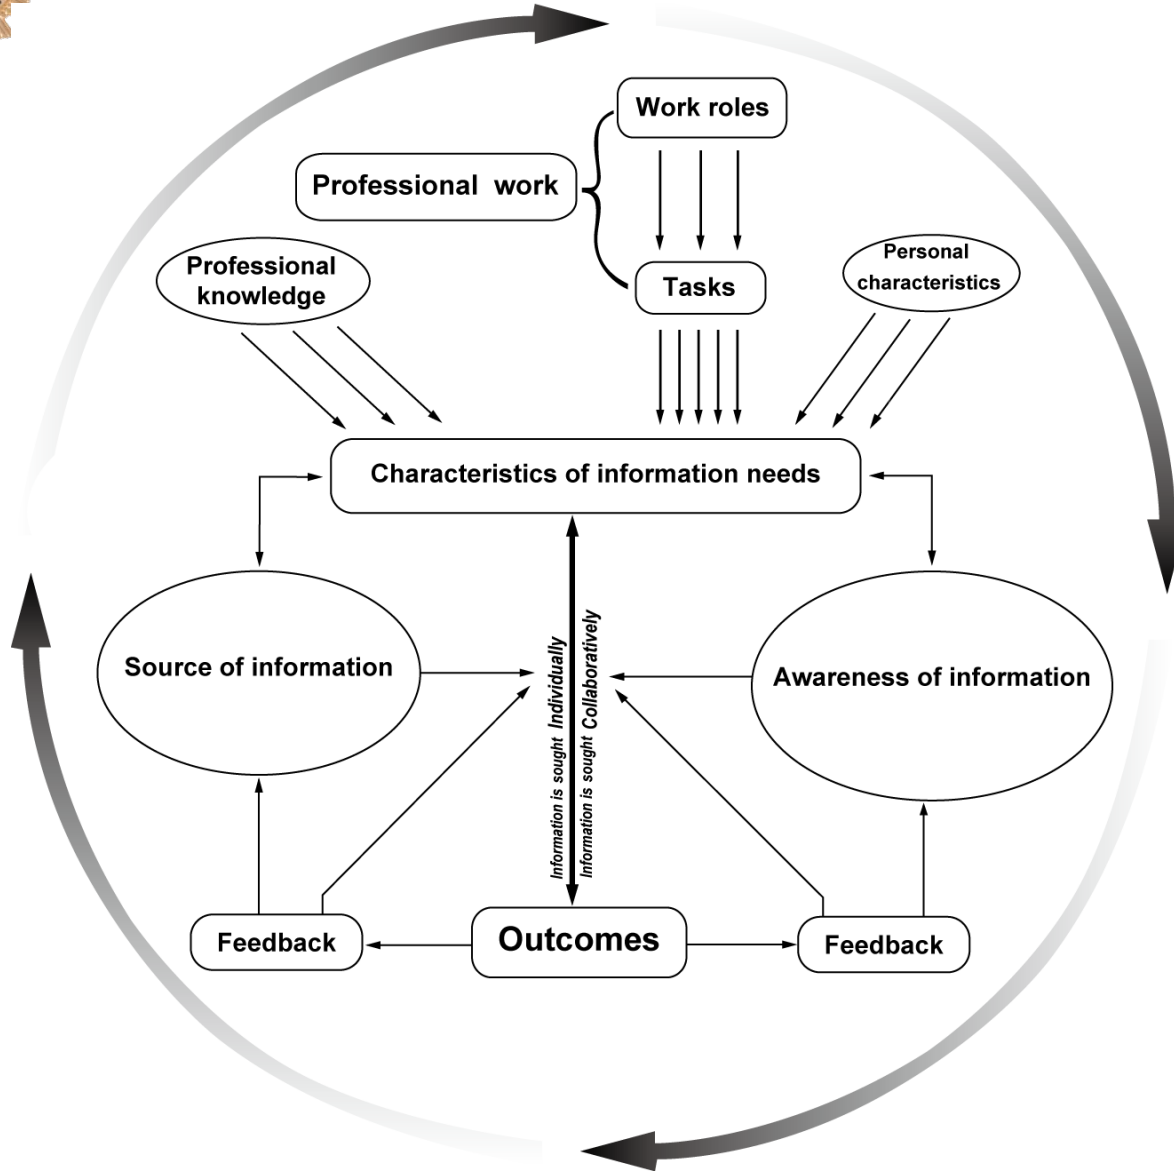 Work roles
Professional work
Professional
knowledge
Tasks
Personal
characteristics
Characteristics of information needs
Source of information
Information is sought Individually
Information is sought Collaboratively
Awareness of information
Feedback
Outcomes
Feedback